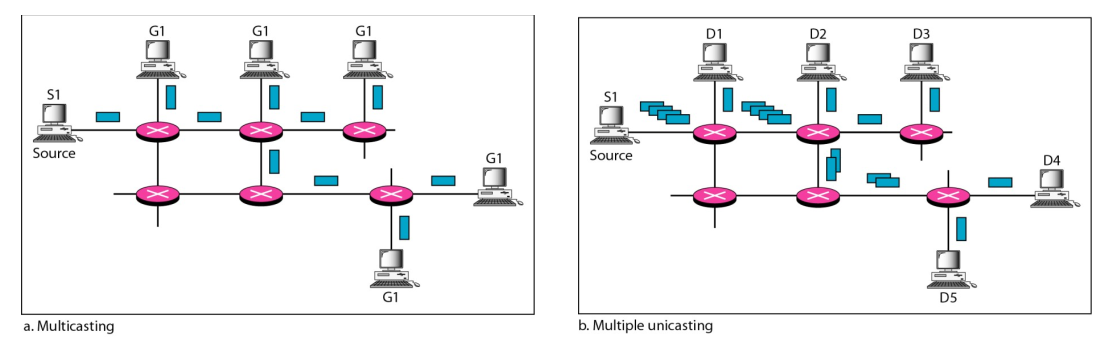 G1 G1 G1
S1
Source
G1
G1
a. Multicasting
D1 D2 D3
S1
Source
D4
D5
b. Multiple unicasting